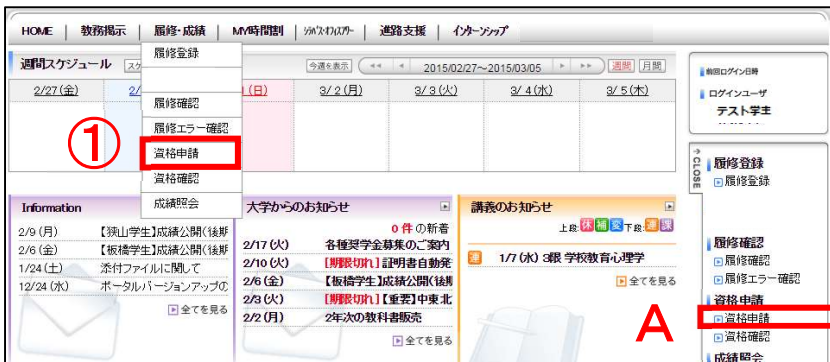 HOME | 教務掲示 | 履修・成績 | MY時間割 | ｼﾗﾊﾞｽ･ｵﾌｨｽｱﾜｰ | 進路支援 | ｲﾝﾀｰﾝｼｯﾌﾟ
週間スケジュール
今週を表示 2015/02/27～2015/03/05 週間 月間
2/27(金) 2/ (日) 3/2(月) 3/3(火) 3/4(水) 3/5(木)
履修登録
履修確認
履修エラー確認
①
資格申請
資格確認
成績照会
Information
2/9(月) 【狭山学生】成績公開(後期
2/6(金) 【板橋学生】成績公開(後期
1/24(土) 添付ファイルに関して
12/24(水) ポータルバージョンアップの
全てを見る
大学からのお知らせ
0件の新着
2/17(火) 各種奨学金募集のご案内
2/10(火) [期限切れ]証明書自動発
2/6(金) 【板橋学生】成績公開(後期
2/3(火) [期限切れ]【重要】中東北
2/2(月) 2年次の教科書販売
全てを見る
講義のお知らせ
上段:休補変下段:連課
連 1/7(水) 3限 学校教育心理学
全てを見る
前回ログイン日時
ログインユーザ
テスト学生
CLOSE
履修登録
履修登録
履修確認
履修確認
履修エラー確認
資格申請
A
資格申請
資格確認
成績照会